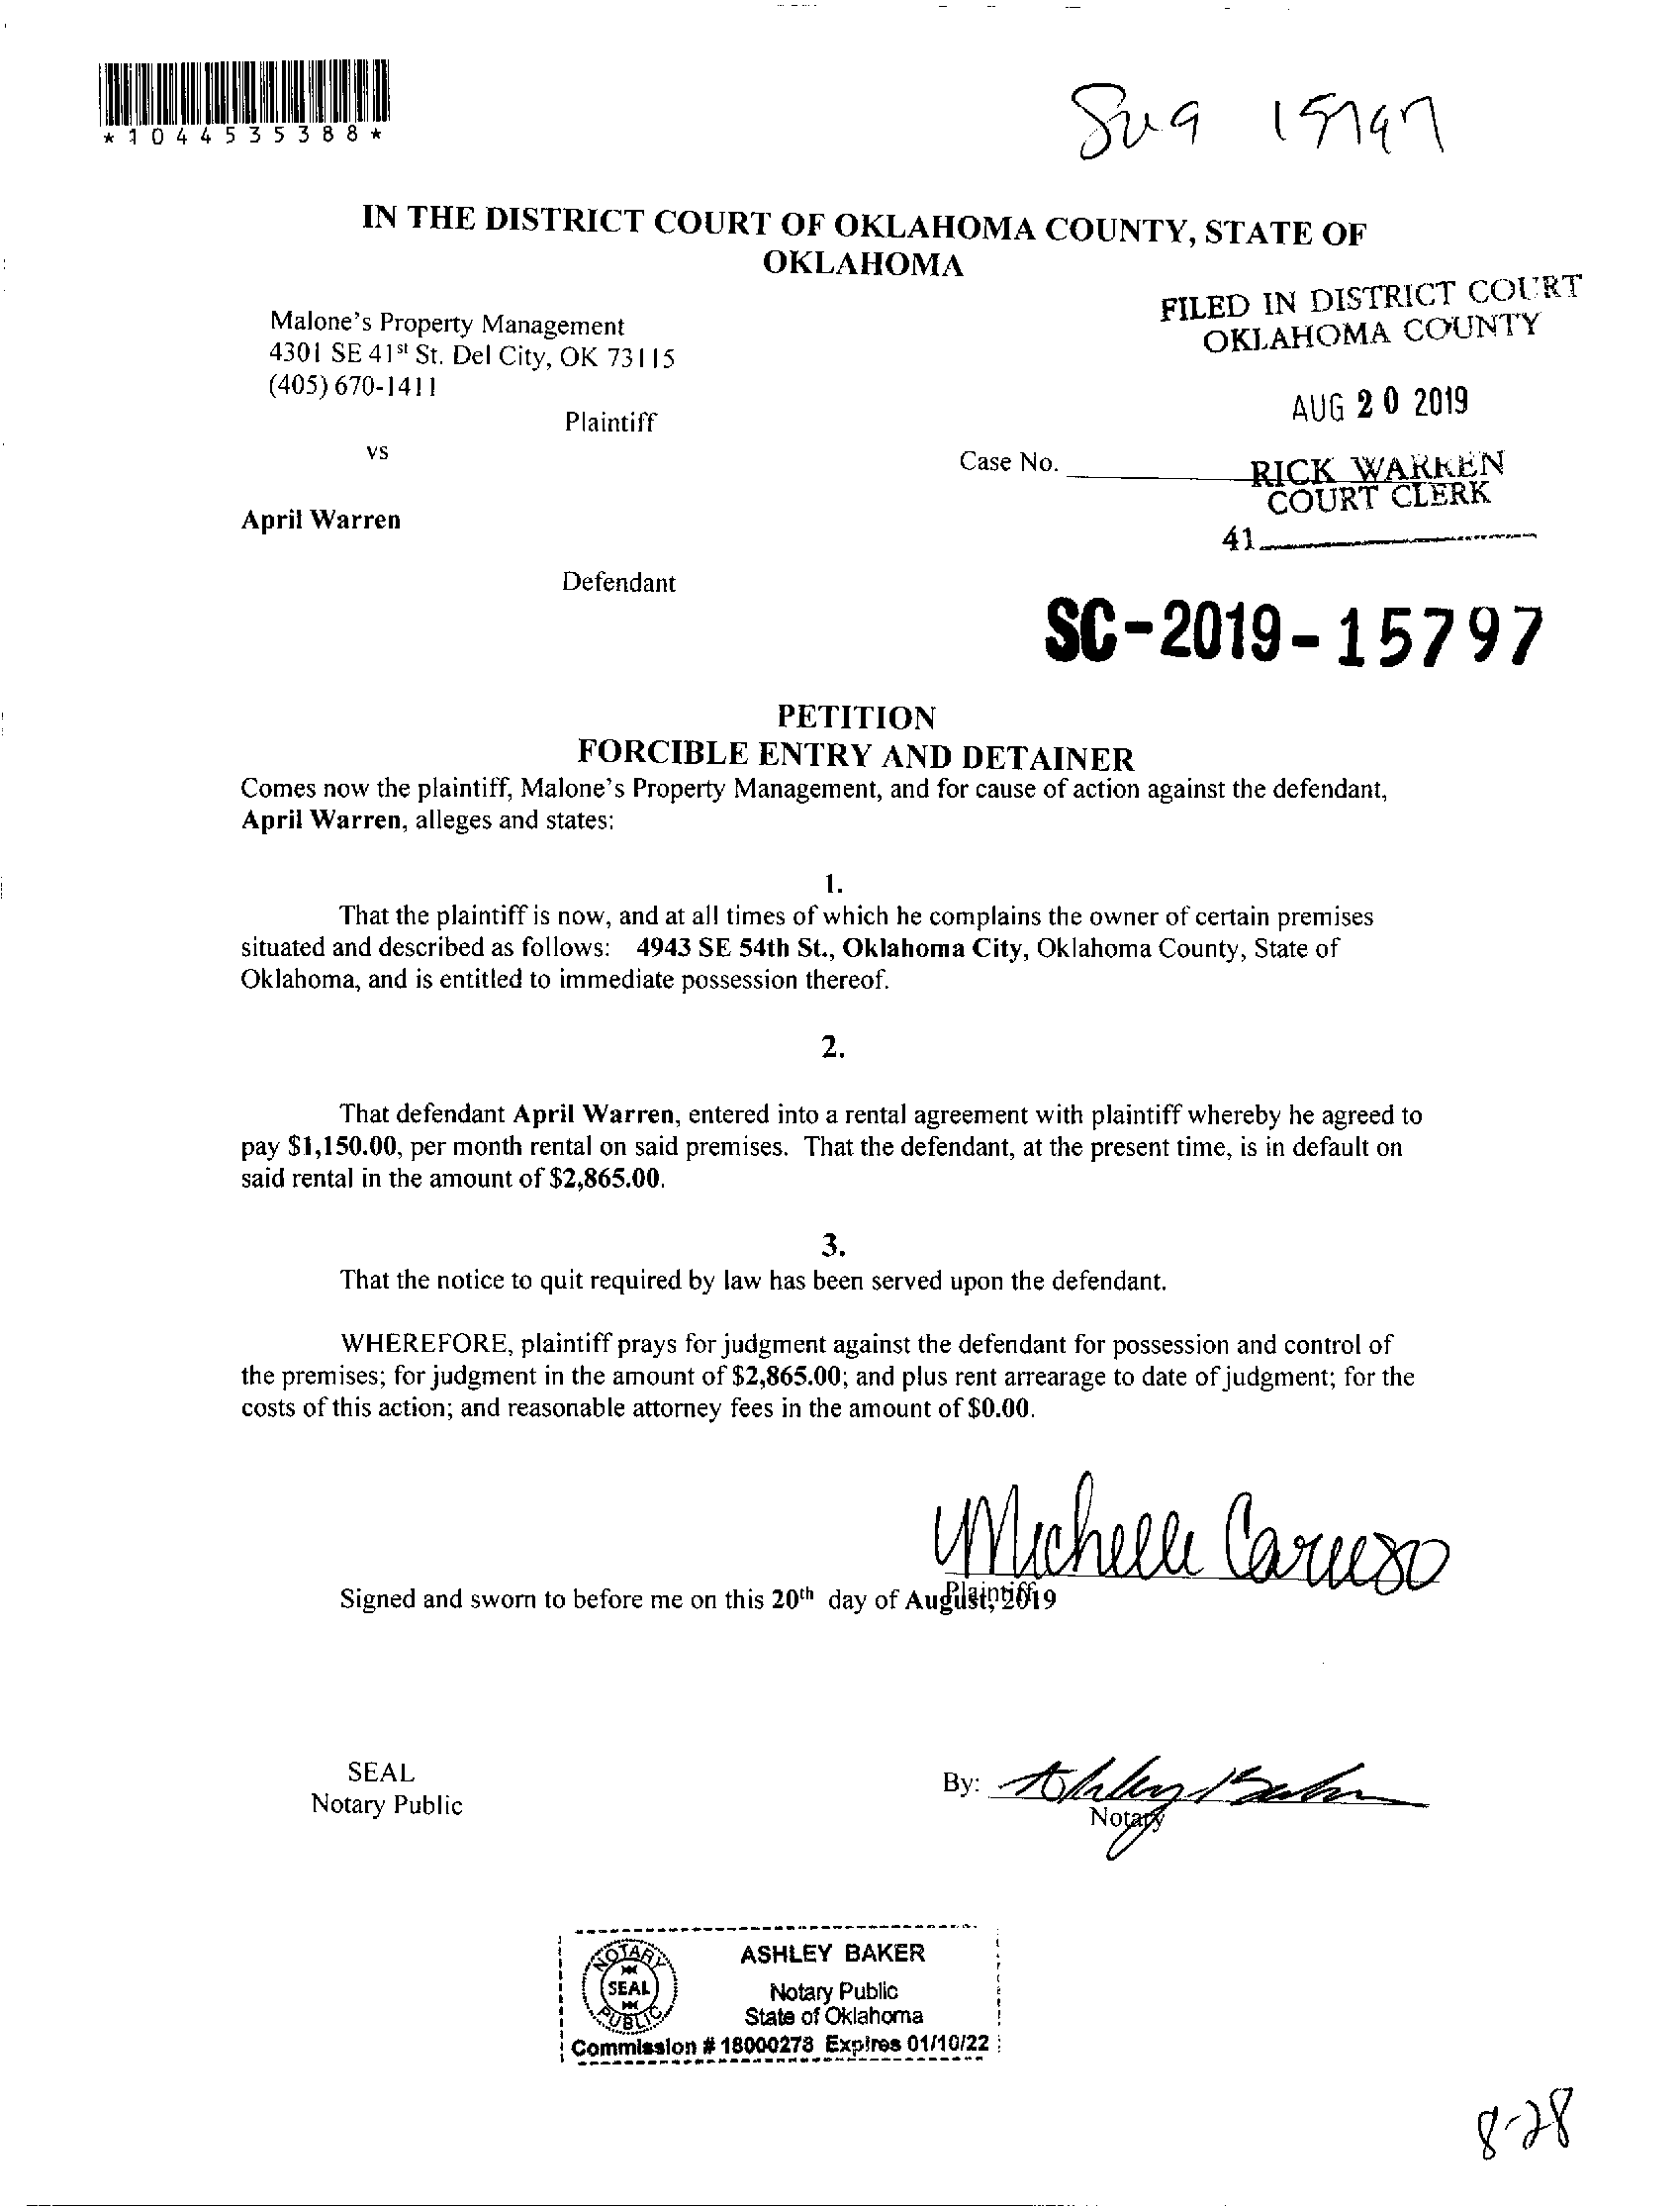 *1044535388*
IN THE DISTRICT COURT OF OKLAHOMA COUNTY, STATE OF
OKLAHOMA
FILED IN DISTRICT COURT
OKLAHOMA COUNTY
Malone's Property Management
4301 SE 41st St. Del City, OK 73115
(405) 670-1411
AUG 20 2019
Plaintiff
vs
Case No.
RICK WARREN
COURT CLERK
April Warren
41
Defendant
SC-2019-15797
PETITION
FORCIBLE ENTRY AND DETAINER
Comes now the plaintiff, Malone's Property Management, and for cause of action against the defendant,
April Warren, alleges and states:
1.
That the plaintiff is now, and at all times of which he complains the owner of certain premises
situated and described as follows: 4943 SE 54th St., Oklahoma City, Oklahoma County, State of
Oklahoma, and is entitled to immediate possession thereof.
2.
That defendant April Warren, entered into a rental agreement with plaintiff whereby he agreed to
pay $1,150.00, per month rental on said premises. That the defendant, at the present time, is in default on
said rental in the amount of $2,865.00.
3.
That the notice to quit required by law has been served upon the defendant.
WHEREFORE, plaintiff prays for judgment against the defendant for possession and control of
the premises; for judgment in the amount of $2,865.00; and plus rent arrearage to date of judgment; for the
costs of this action; and reasonable attorney fees in the amount of $0.00.
Michelle Caruso
Plaintiff
Signed and sworn to before me on this 20th day of August, 2019
SEAL
Notary Public
By: Ashley Baker
Notary
NOTARY
SEAL
PUBLIC
ASHLEY BAKER
Notary Public
State of Oklahoma
Commission # 18000278 Expires 01/10/22
8-28